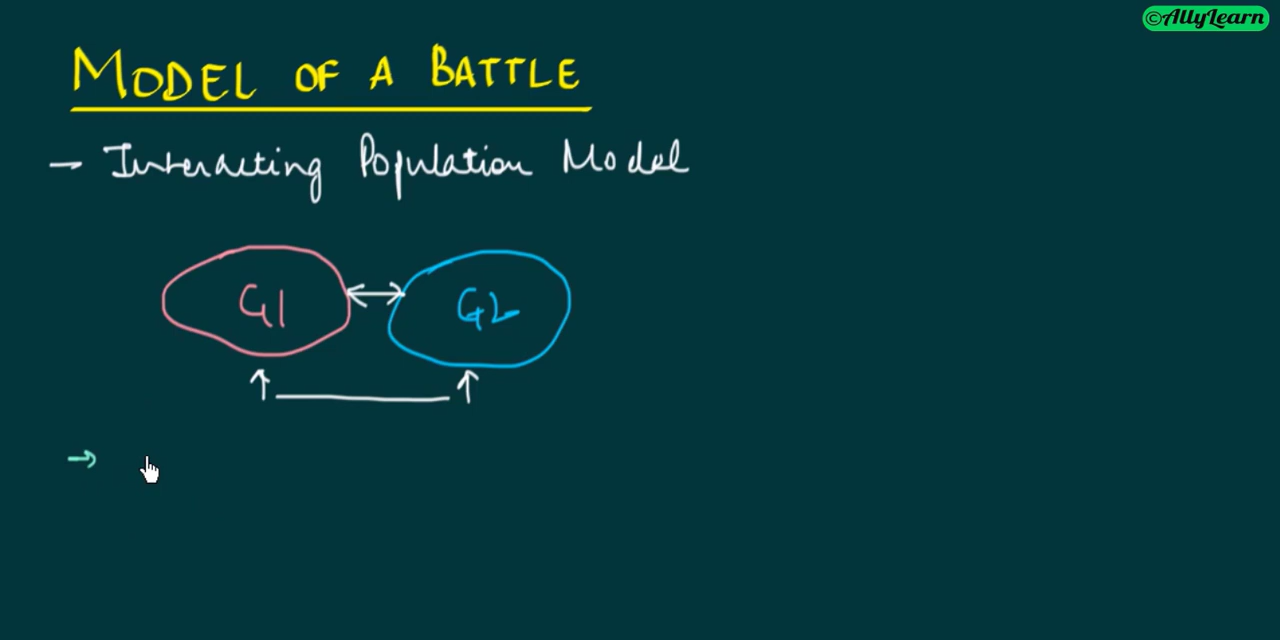 ©AllyLearn
MODEL OF A BATTLE
- Interacting Population Model
G1
G2